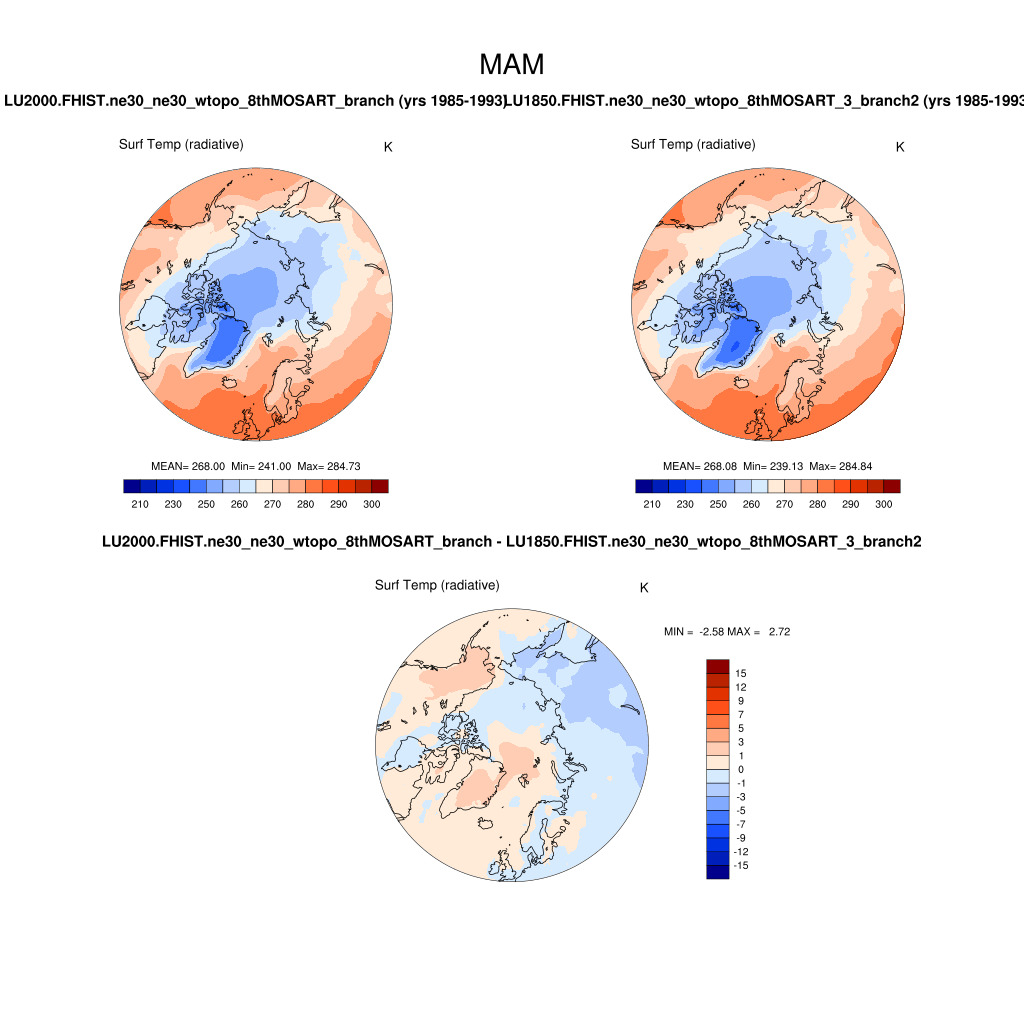 MAM
LU2000.FHIST.ne30_ne30_wtopo_8thMOSART_branch (yrs 1985-1993)
LU1850.FHIST.ne30_ne30_wtopo_8thMOSART_3_branch2 (yrs 1985-1993
Surf Temp (radiative) K
Surf Temp (radiative) K
MEAN= 268.00 Min= 241.00 Max= 284.73
MEAN= 268.08 Min= 239.13 Max= 284.84
210 230 250 260 270 280 290 300
210 230 250 260 270 280 290 300
LU2000.FHIST.ne30_ne30_wtopo_8thMOSART_branch - LU1850.FHIST.ne30_ne30_wtopo_8thMOSART_3_branch2
Surf Temp (radiative) K
MIN = -2.58 MAX = 2.72
15
12
9
7
5
3
1
0
-1
-3
-5
-7
-9
-12
-15